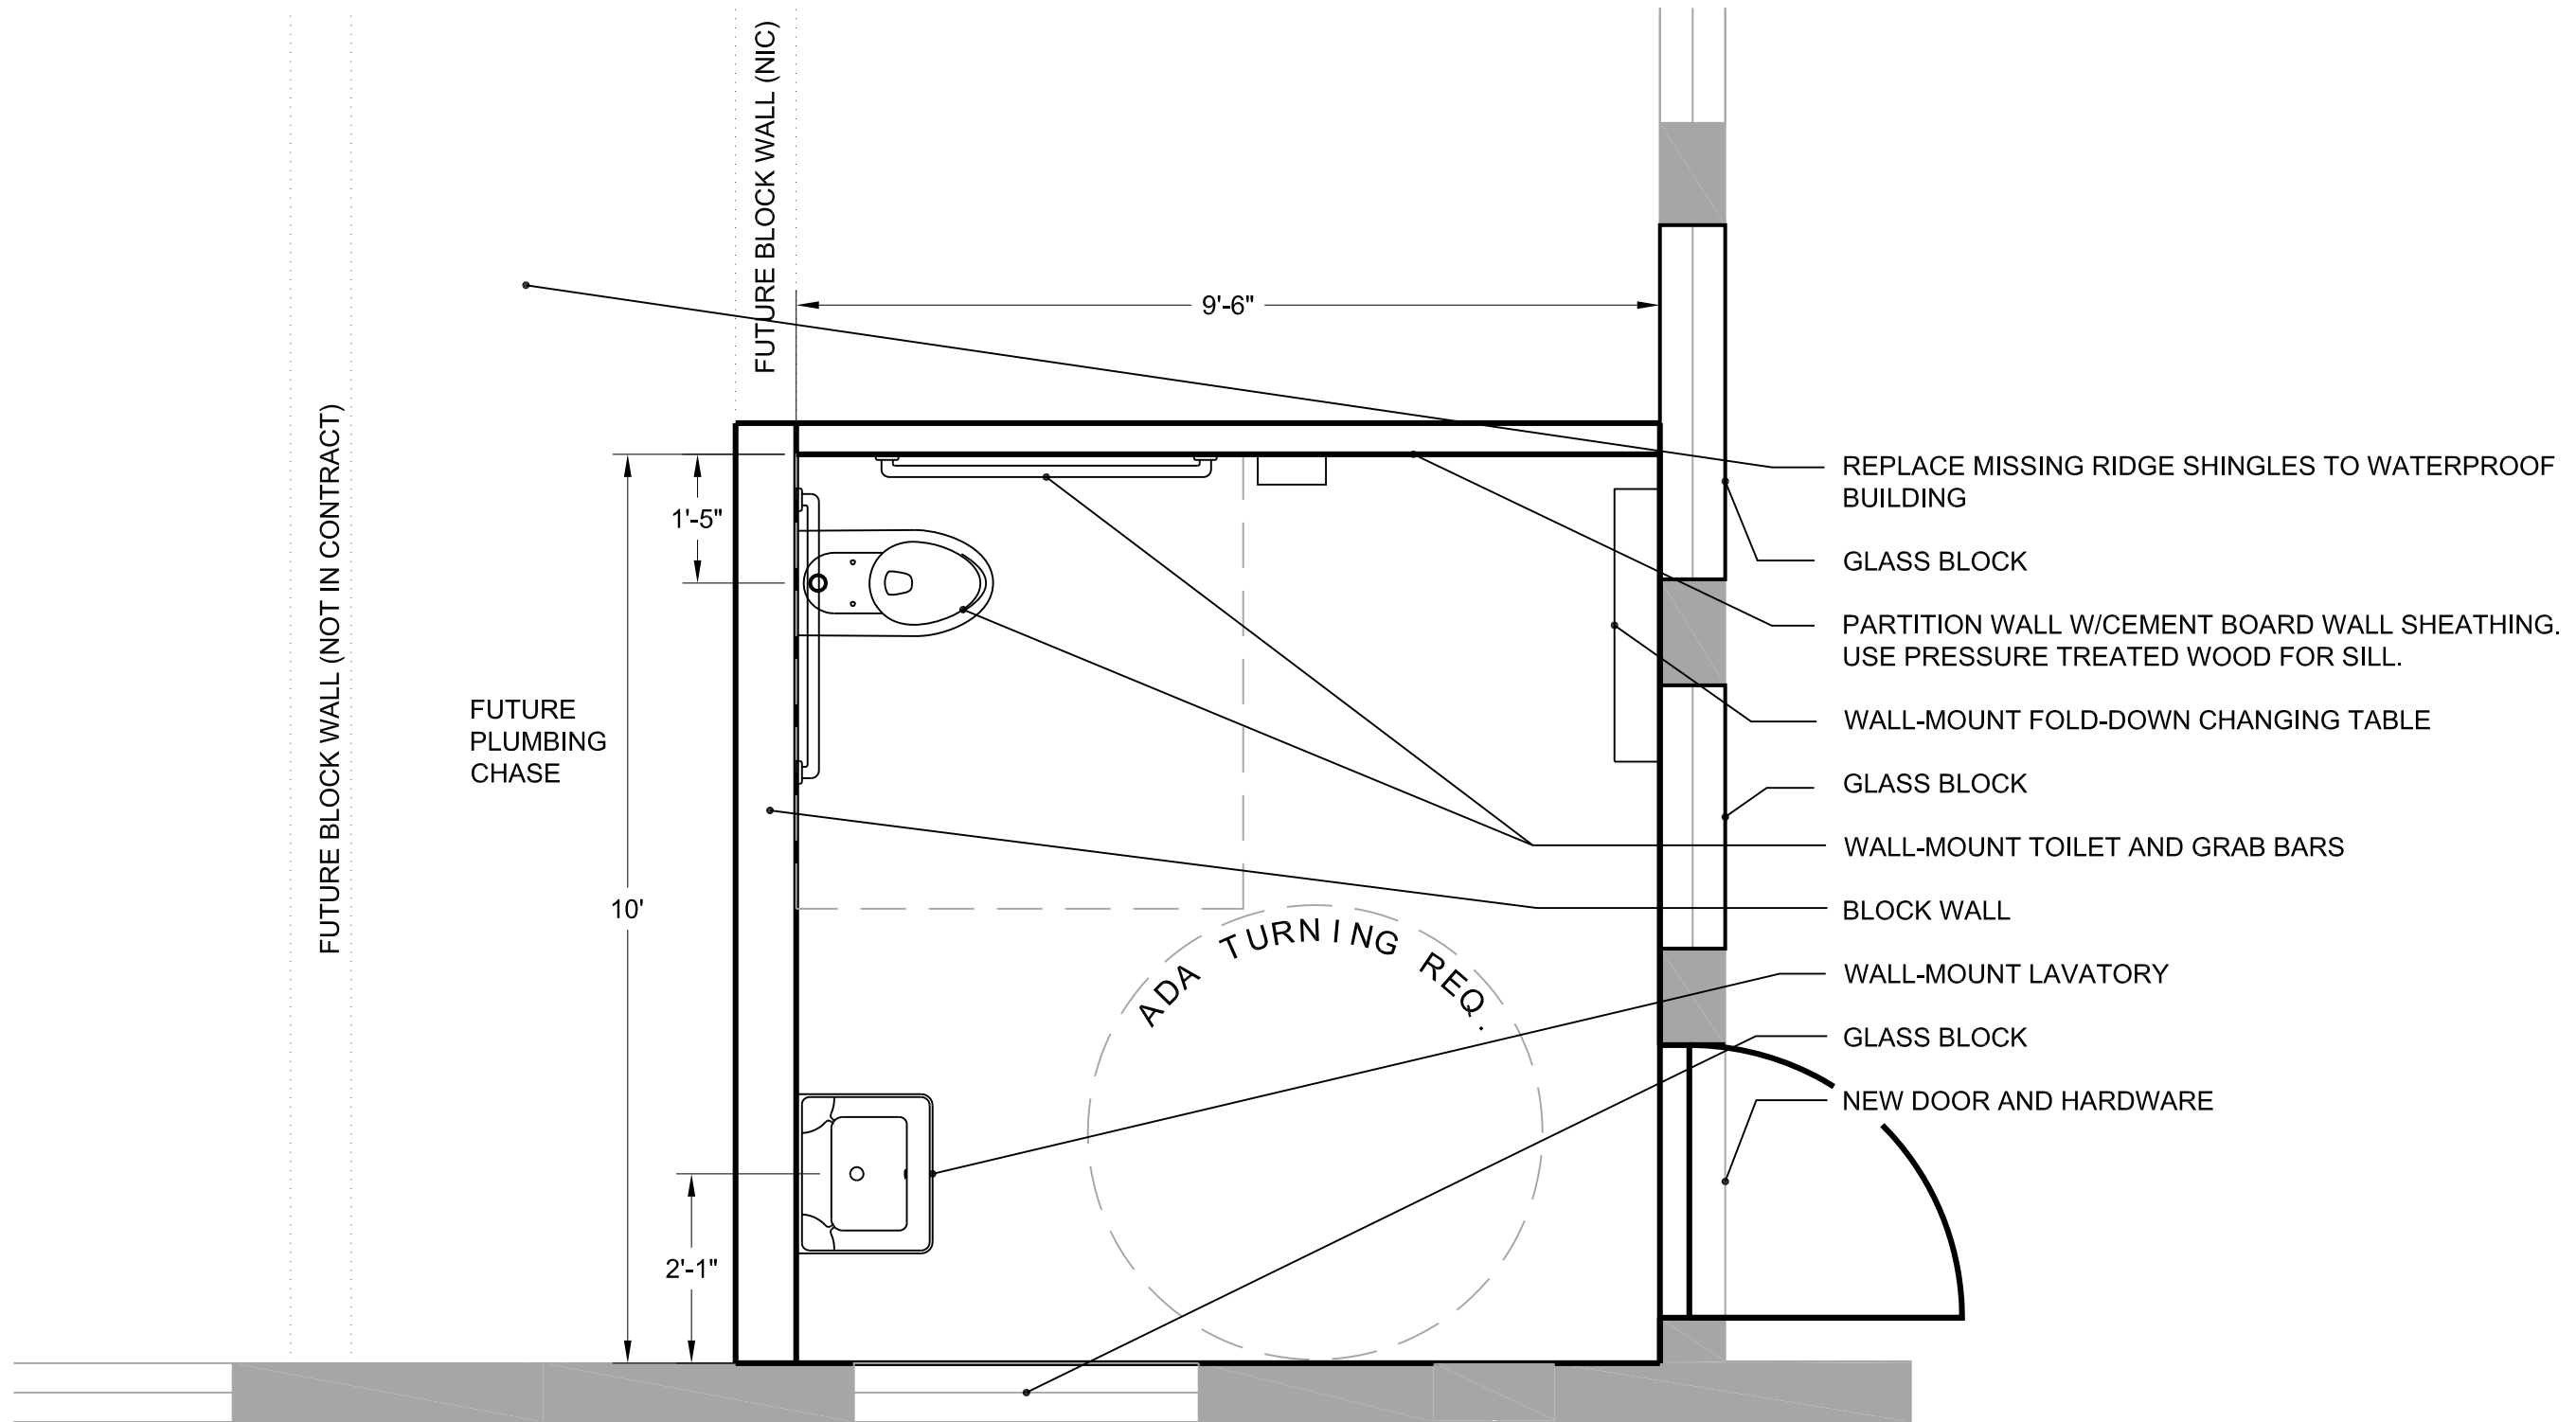 FUTURE BLOCK WALL (NIC)
9'-6"
FUTURE BLOCK WALL (NOT IN CONTRACT)
1'-5"
FUTURE
PLUMBING
CHASE
10'
2'-1"
ADA TURNING REQ.
REPLACE MISSING RIDGE SHINGLES TO WATERPROOF
BUILDING
GLASS BLOCK
PARTITION WALL W/CEMENT BOARD WALL SHEATHING.
USE PRESSURE TREATED WOOD FOR SILL.
WALL-MOUNT FOLD-DOWN CHANGING TABLE
GLASS BLOCK
WALL-MOUNT TOILET AND GRAB BARS
BLOCK WALL
WALL-MOUNT LAVATORY
GLASS BLOCK
NEW DOOR AND HARDWARE